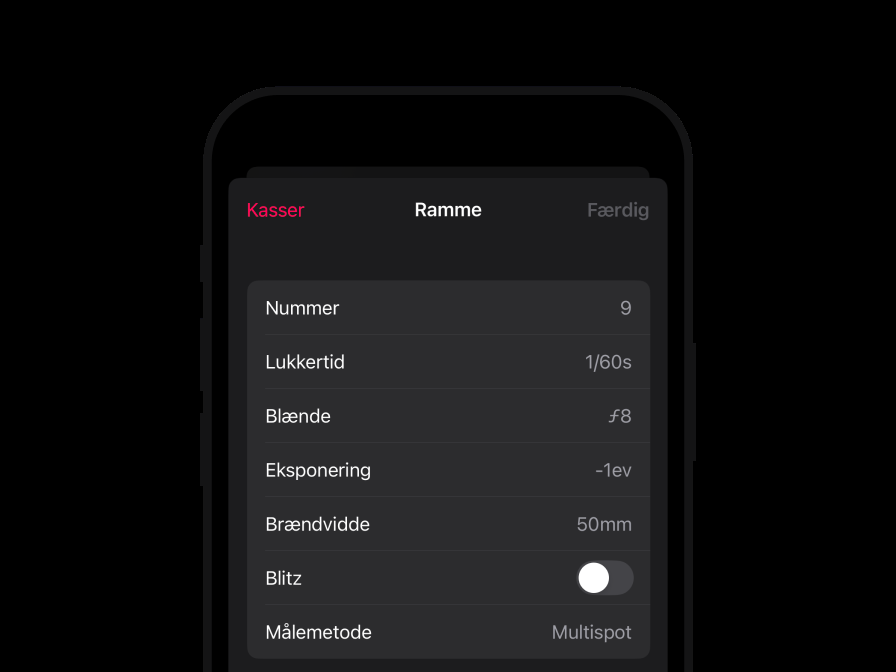 Kasser Ramme Færdig
Nummer 9
Lukkertid 1/60s
Blænde ƒ8
Eksponering -1ev
Brændvidde 50mm
Blitz
Målemetode Multispot